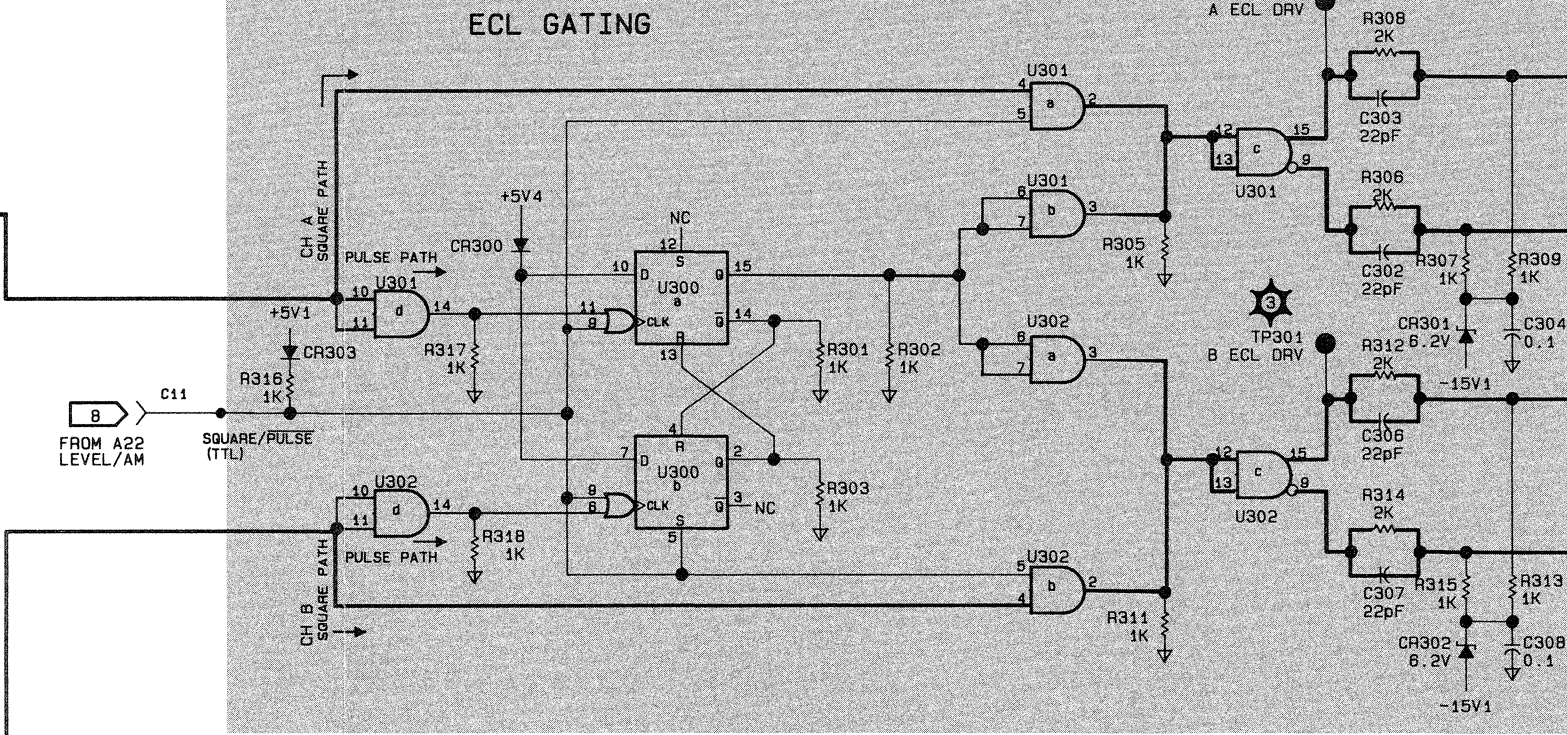 ECL GATING
A ECL DRV
R308
2K
C303
22pF
U301
4
5
a
2
CH A
SQUARE PATH
PULSE PATH
U301
10
11
d
14
+5V1
CR303
R316
1K
R317
1K
8
C11
FROM A22
LEVEL/AM
SQUARE/PULSE
(TTL)
+5V4
CR300
NC
12
S
10
D
U300
a
Q
15
11
9
CLK
Q
14
R
13
R301
1K
R302
1K
4
R
7
D
U300
b
Q
2
9
6
CLK
Q
3
NC
S
5
R303
1K
U302
10
11
d
14
R318
1K
PULSE PATH
CH B
SQUARE PATH
U301
6
7
b
3
R305
1K
U302
6
7
a
3
U302
5
4
b
2
R311
1K
12
13
c
15
9
U301
R306
2K
C302
22pF
R307
1K
R309
1K
CR301
6.2V
C304
0.1
-15V1
3
TP301
B ECL DRV
R312
2K
C306
22pF
12
13
c
15
9
U302
R314
2K
C307
22pF
R315
1K
R313
1K
CR302
6.2V
C308
0.1
-15V1